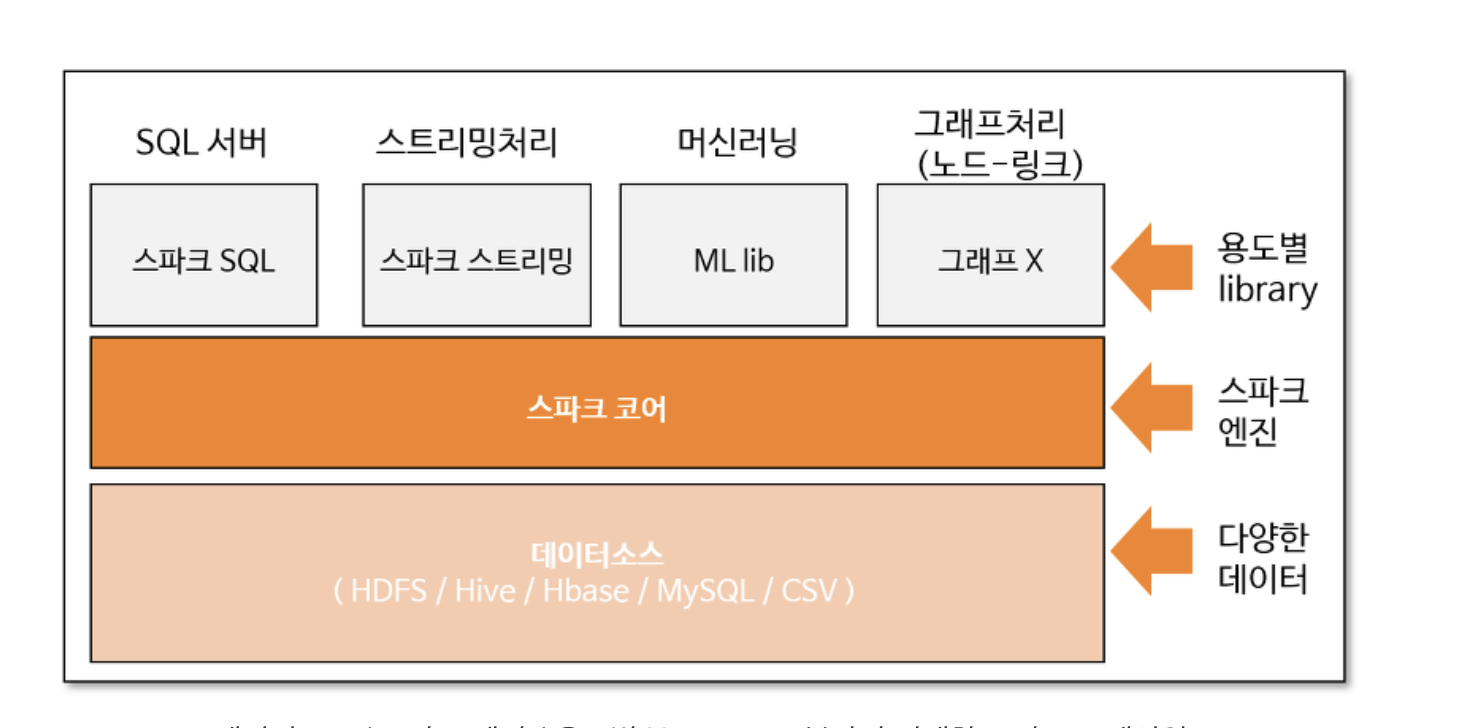 SQL 서버
스트리밍처리
머신러닝
그래프처리
(노드-링크)
스파크 SQL
스파크 스트리밍
ML lib
그래프 X
용도별
library
스파크 코어
스파크
엔진
데이터소스
( HDFS / Hive / Hbase / MySQL / CSV )
다양한
데이터